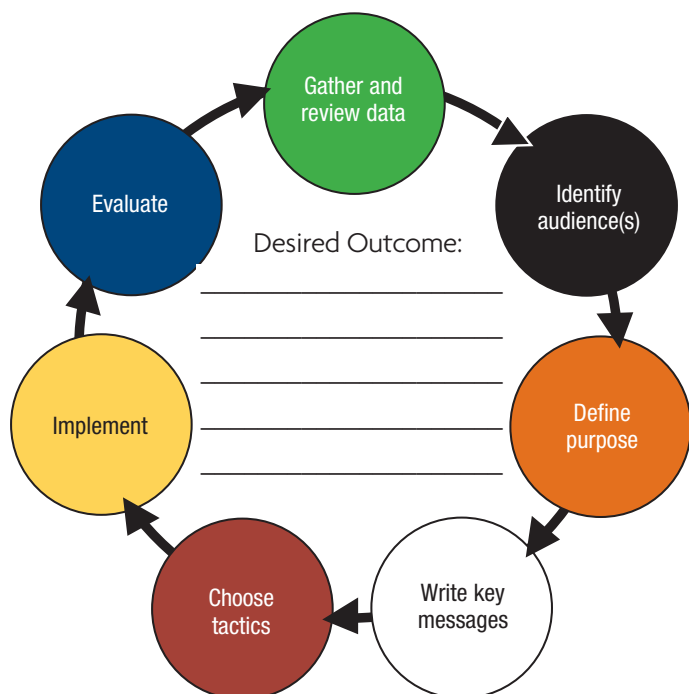 Gather and
review data
Identify
audience(s)
Define
purpose
Write key
messages
Choose
tactics
Implement
Evaluate
Desired Outcome: